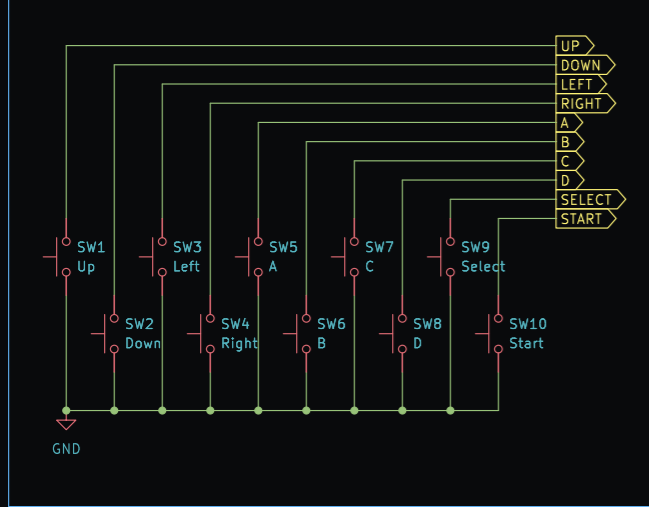 UP
DOWN
LEFT
RIGHT
A
B
C
D
SELECT
START
SW1
Up
SW3
Left
SW5
A
SW7
C
SW9
Select
SW2
Down
SW4
Right
SW6
B
SW8
D
SW10
Start
GND